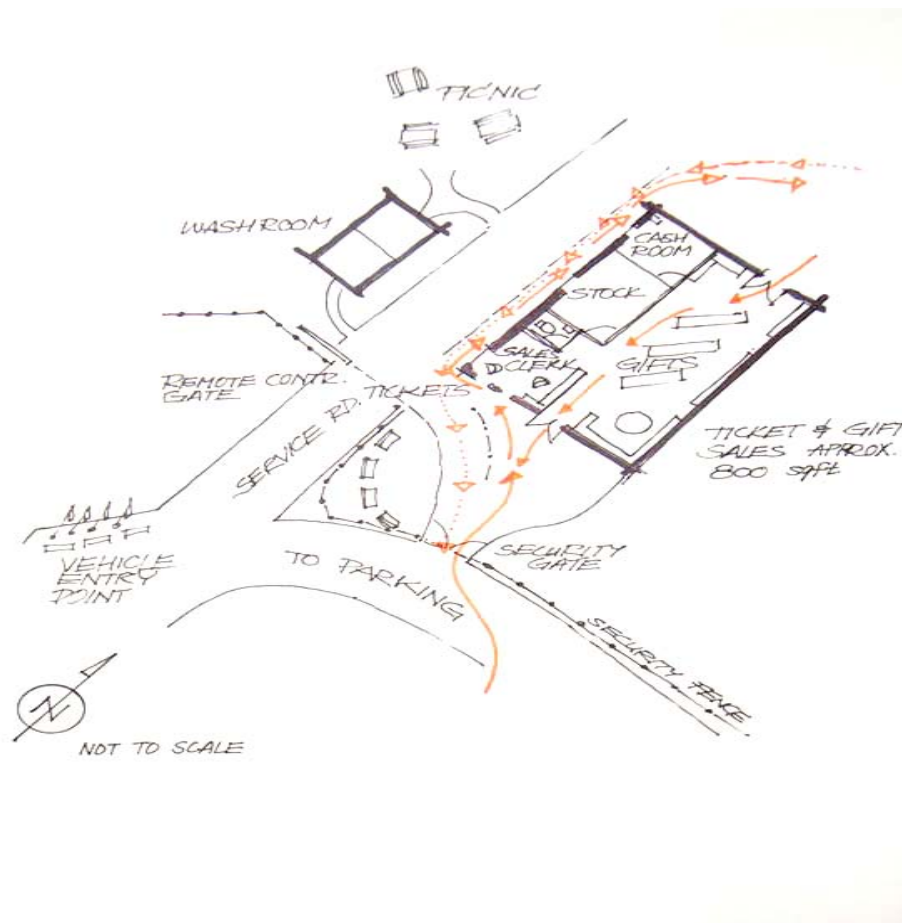 PICNIC
WASHROOM
CASH
ROOM
STOCK
SALES
CLERK
GIFTS
REMOTE CONTR.
GATE
TICKETS
SERVICE RD.
TICKET & GIFT
SALES APPROX.
800 sqft
VEHICLE
ENTRY
POINT
TO PARKING
SECURITY
GATE
SECURITY FENCE
N
NOT TO SCALE